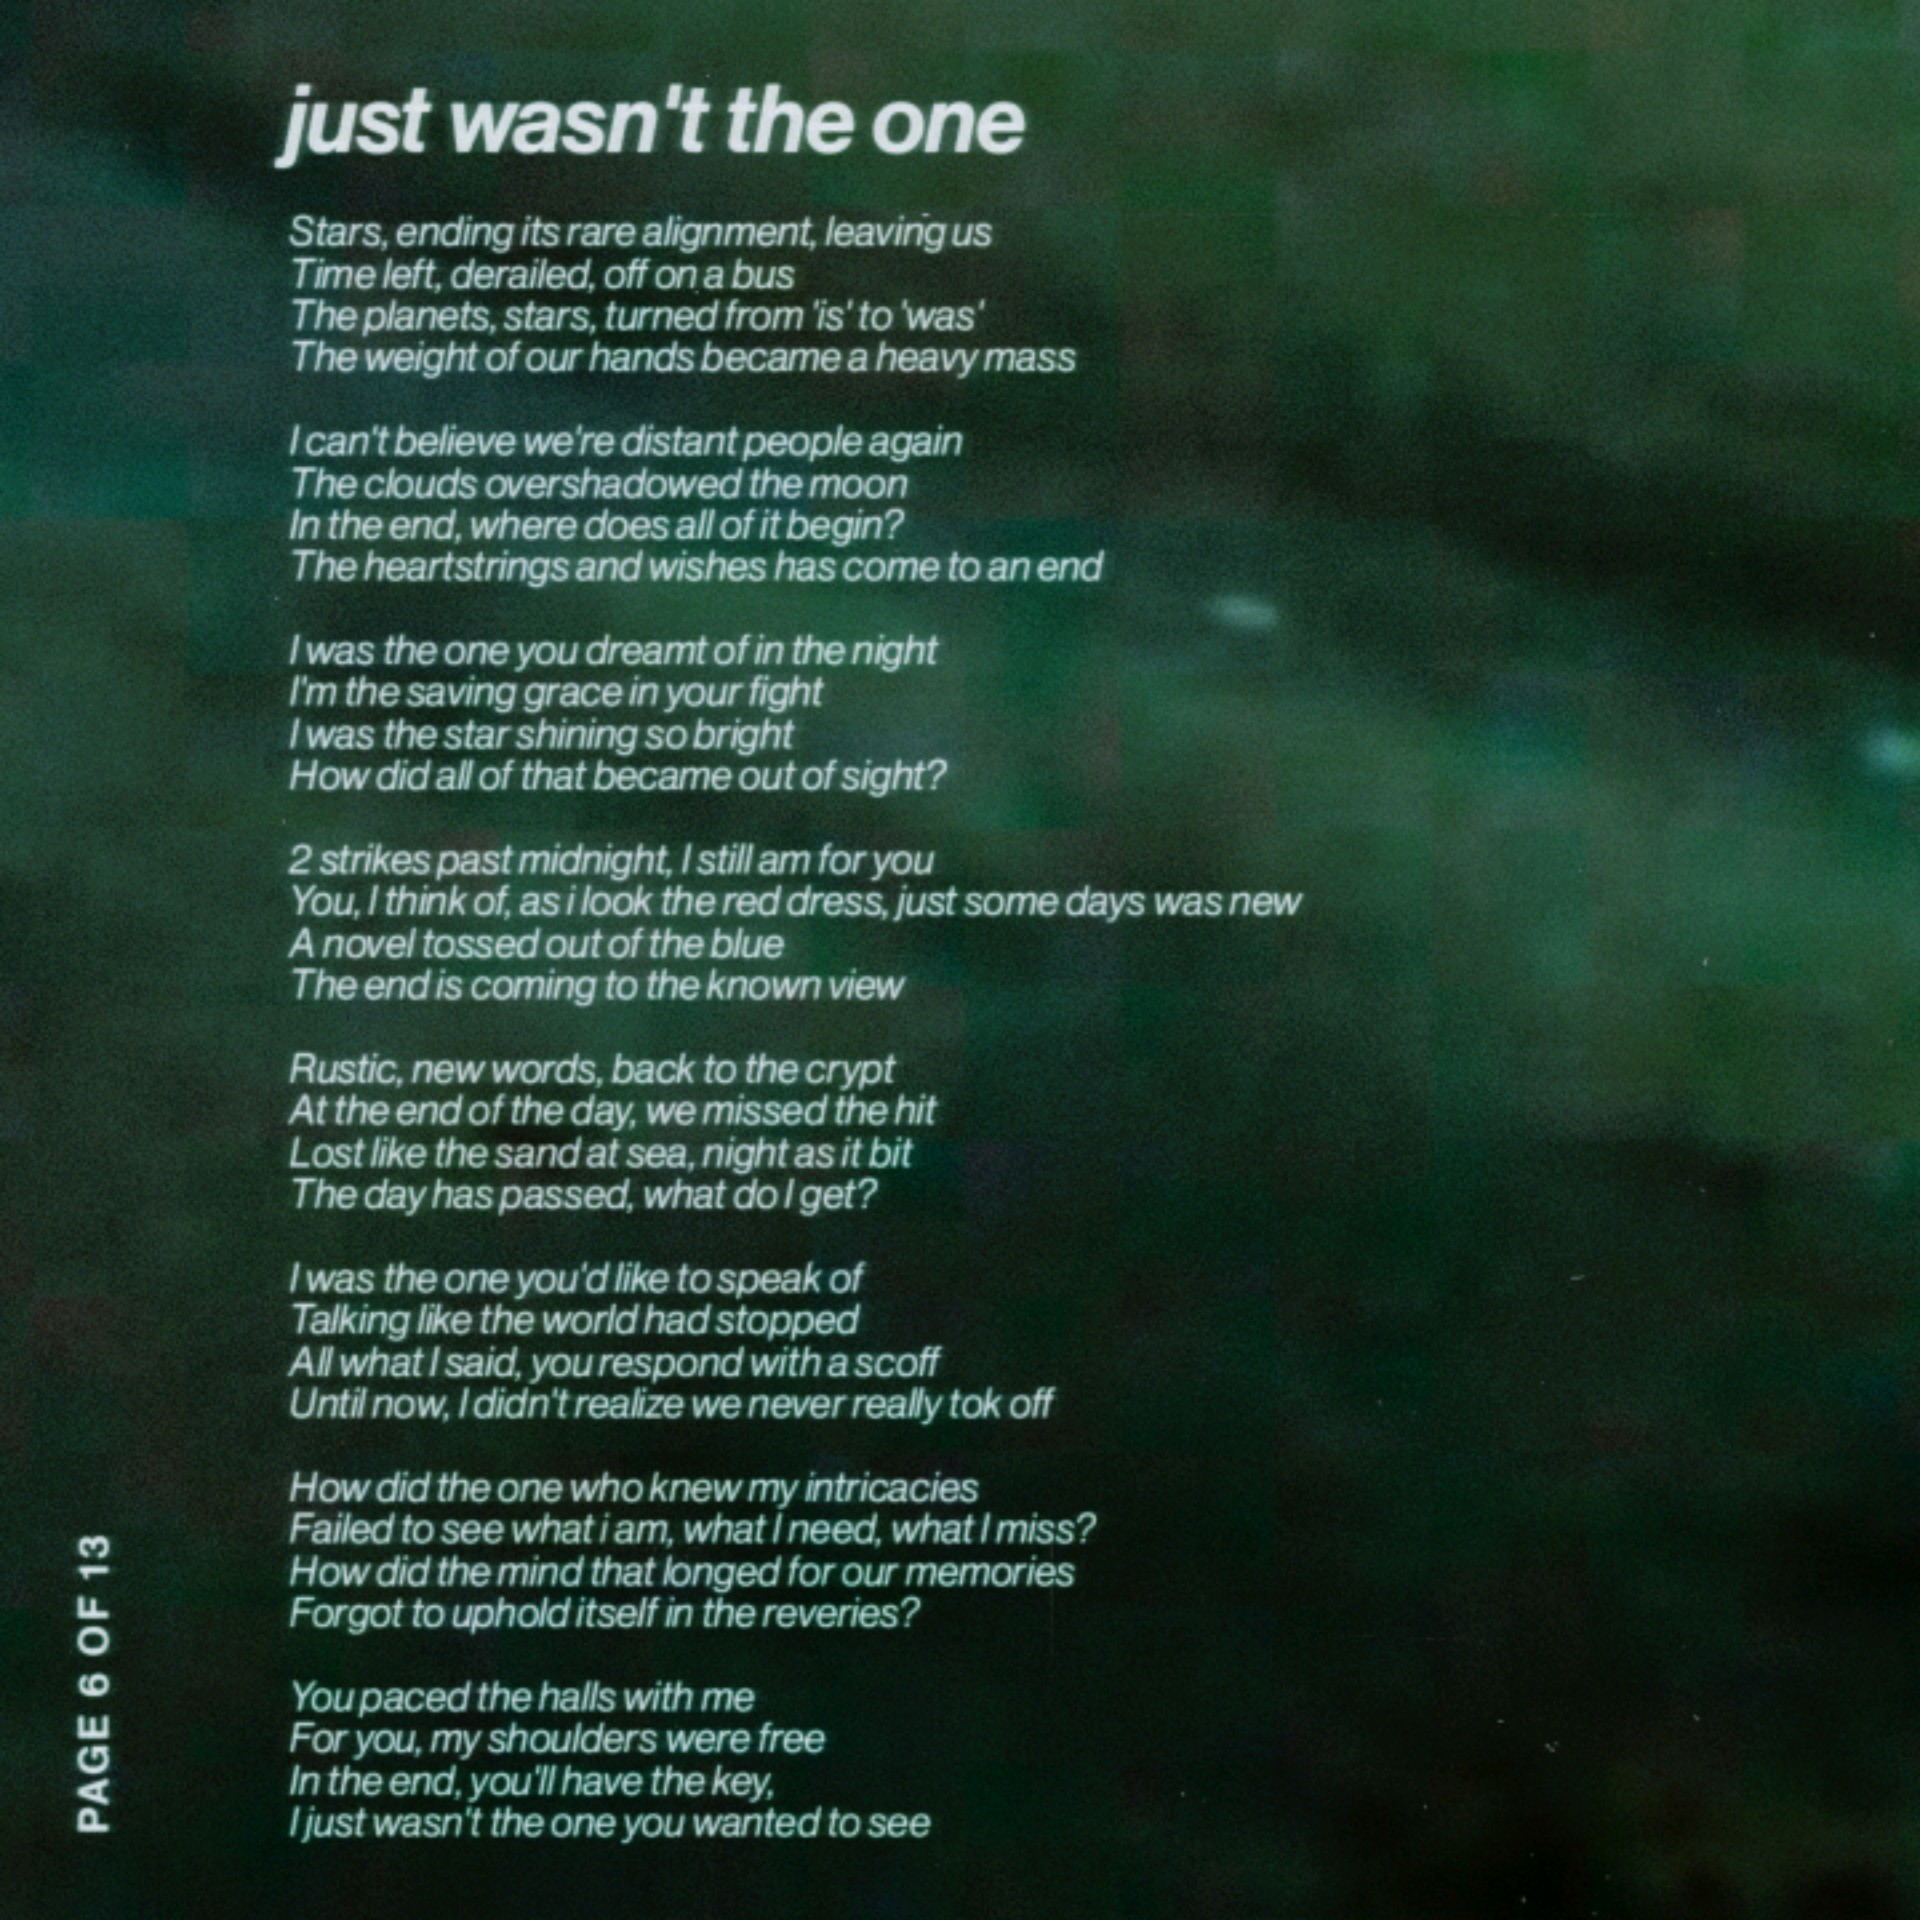 just wasn't the one
Stars, ending its rare alignment, leaving us
Time left, derailed, off on a bus
The planets, stars, turned from 'is' to 'was'
The weight of our hands became a heavy mass
I can't believe we're distant people again
The clouds overshadowed the moon
In the end, where does all of it begin?
The heartstrings and wishes has come to an end
I was the one you dreamt of in the night
I'm the saving grace in your fight
I was the star shining so bright
How did all of that became out of sight?
2 strikes past midnight, I still am for you
You, I think of, as i look the red dress, just some days was new
A novel tossed out of the blue
The end is coming to the known view
Rustic, new words, back to the crypt
At the end of the day, we missed the hit
Lost like the sand at sea, night as it bit
The day has passed, what do I get?
I was the one you'd like to speak of
Talking like the world had stopped
All what I said, you respond with a scoff
Until now, I didn't realize we never really tok off
How did the one who knew my intricacies
Failed to see what i am, what I need, what I miss?
How did the mind that longed for our memories
Forgot to uphold itself in the reveries?
You paced the halls with me
For you, my shoulders were free
In the end, you'll have the key,
I just wasn't the one you wanted to see
PAGE 6 OF 13